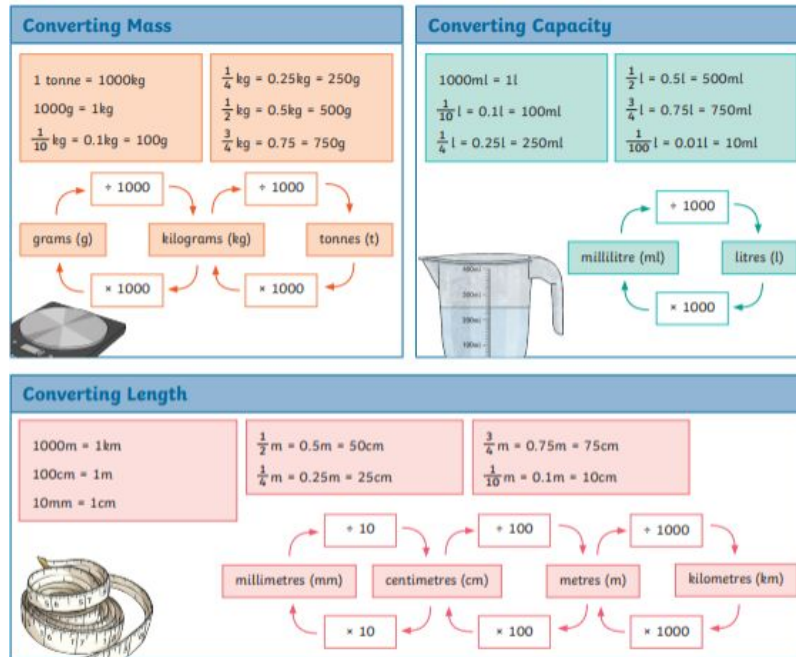 Converting Mass
1 tonne = 1000kg
1000g = 1kg
1/10 kg = 0.1kg = 100g
1/4 kg = 0.25kg = 250g
1/2 kg = 0.5kg = 500g
3/4 kg = 0.75 = 750g
÷ 1000
÷ 1000
grams (g)
kilograms (kg)
tonnes (t)
× 1000
× 1000
Converting Capacity
1000ml = 1l
1/10 l = 0.1l = 100ml
1/4 l = 0.25l = 250ml
1/2 l = 0.5l = 500ml
3/4 l = 0.75l = 750ml
1/100 l = 0.01l = 10ml
÷ 1000
millilitre (ml)
litres (l)
× 1000
400ml
300ml
200ml
100ml
Converting Length
1000m = 1km
100cm = 1m
10mm = 1cm
1/2 m = 0.5m = 50cm
1/4 m = 0.25m = 25cm
3/4 m = 0.75m = 75cm
1/10 m = 0.1m = 10cm
÷ 10
÷ 100
÷ 1000
millimetres (mm)
centimetres (cm)
metres (m)
kilometres (km)
× 10
× 100
× 1000